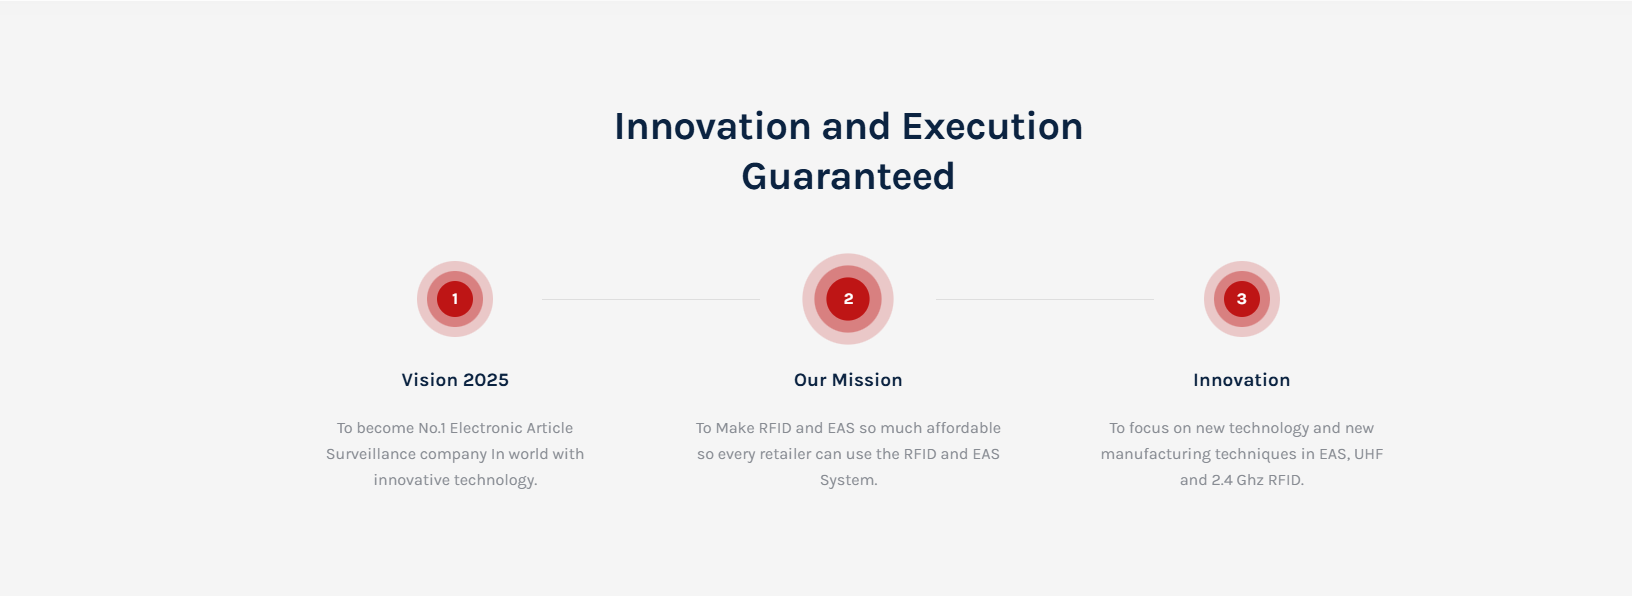 Innovation and Execution
Guaranteed
1
2
3
Vision 2025
To become No.1 Electronic Article
Surveillance company In world with
innovative technology.
Our Mission
To Make RFID and EAS so much affordable
so every retailer can use the RFID and EAS
System.
Innovation
To focus on new technology and new
manufacturing techniques in EAS, UHF
and 2.4 Ghz RFID.